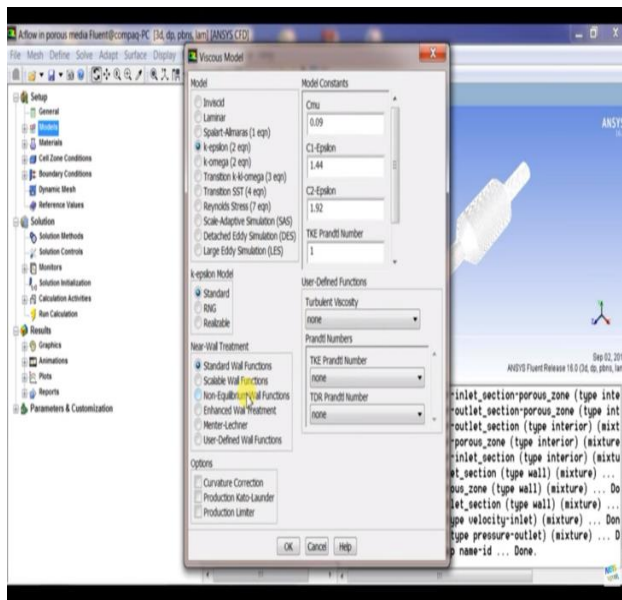 A:flow in porous media Fluent@compaq-PC [3d, dp, pbns, lam] [ANSYS CFD]
File Mesh Define Solve Adapt Surface Display
Setup
General
Models
Materials
Cell Zone Conditions
Boundary Conditions
Dynamic Mesh
Reference Values
Solution
Solution Methods
Solution Controls
Monitors
Solution Initialization
Calculation Activities
Run Calculation
Results
Graphics
Animations
Plots
Reports
Parameters & Customization
Viscous Model
Model
Inviscid
Laminar
Spalart-Allmaras (1 eqn)
k-epsilon (2 eqn)
k-omega (2 eqn)
Transition k-kl-omega (3 eqn)
Transition SST (4 eqn)
Reynolds Stress (7 eqn)
Scale-Adaptive Simulation (SAS)
Detached Eddy Simulation (DES)
Large Eddy Simulation (LES)
k-epsilon Model
Standard
RNG
Realizable
Near-Wall Treatment
Standard Wall Functions
Scalable Wall Functions
Non-Equilibrium Wall Functions
Enhanced Wall Treatment
Menter-Lechner
User-Defined Wall Functions
Options
Curvature Correction
Production Kato-Launder
Production Limiter
Model Constants
Cmu
0.09
C1-Epsilon
1.44
C2-Epsilon
1.92
TKE Prandtl Number
1
User-Defined Functions
Turbulent Viscosity
none
Prandtl Numbers
TKE Prandtl Number
none
TDR Prandtl Number
none
OK Cancel Help
ANSYS
Sep 02, 201
ANSYS Fluent Release 16.0 (3d, dp, pbns, lam
-inlet_section-porous_zone (type inte
-outlet_section-porous_zone (type int
-outlet_section (type interior) (mixt
-porous_zone (type interior) (mixture
-inlet_section (type interior) (mixtu
et_section (type wall) (mixture) ...
ous_zone (type wall) (mixture) ... Do
let_section (type wall) (mixture) ...
ype velocity-inlet) (mixture) ... Don
type pressure-outlet) (mixture) ... D
p name-id ... Done.